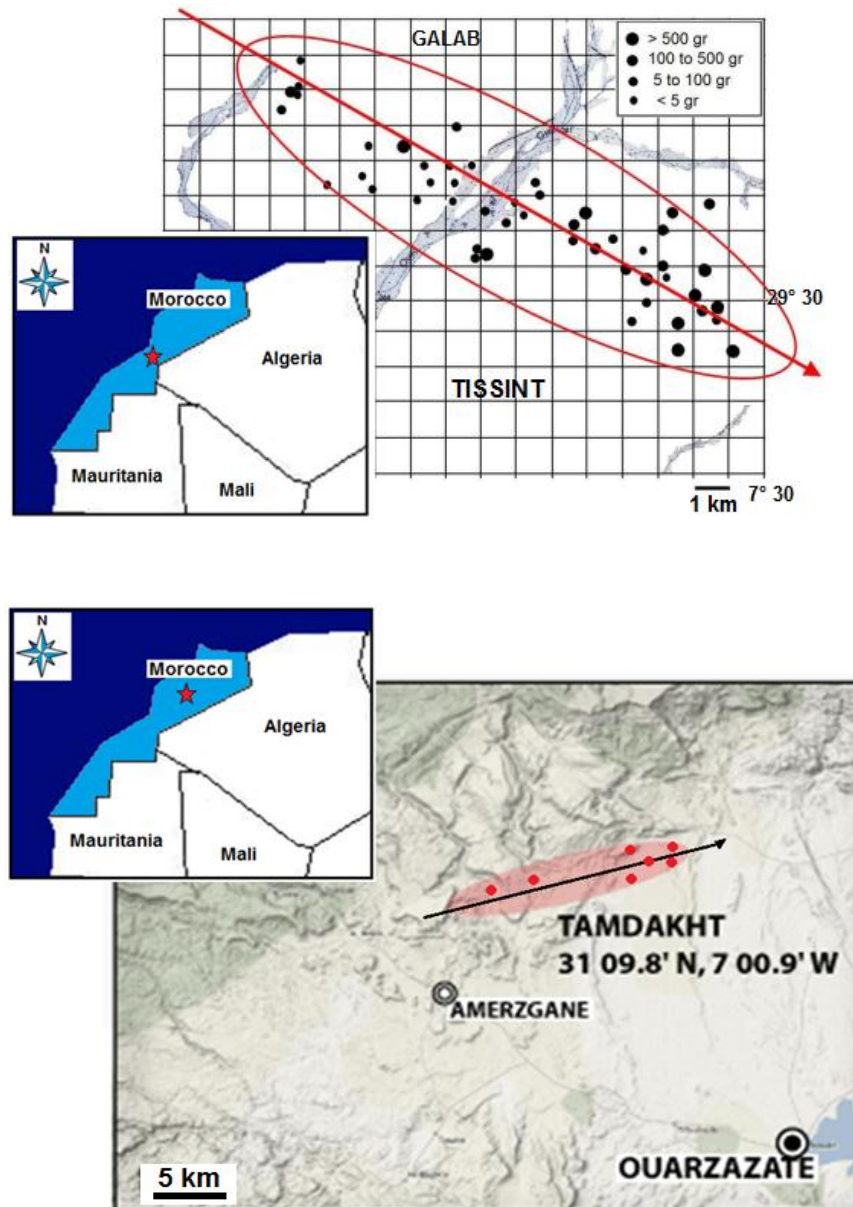 GALAB
> 500 gr
100 to 500 gr
5 to 100 gr
< 5 gr
N
Morocco
Algeria
Mauritania
Mali
29° 30
TISSINT
1 km
7° 30
N
Morocco
Algeria
Mauritania
Mali
TAMDAKHT
31 09.8' N, 7 00.9' W
AMERZGANE
OUARZAZATE
5 km